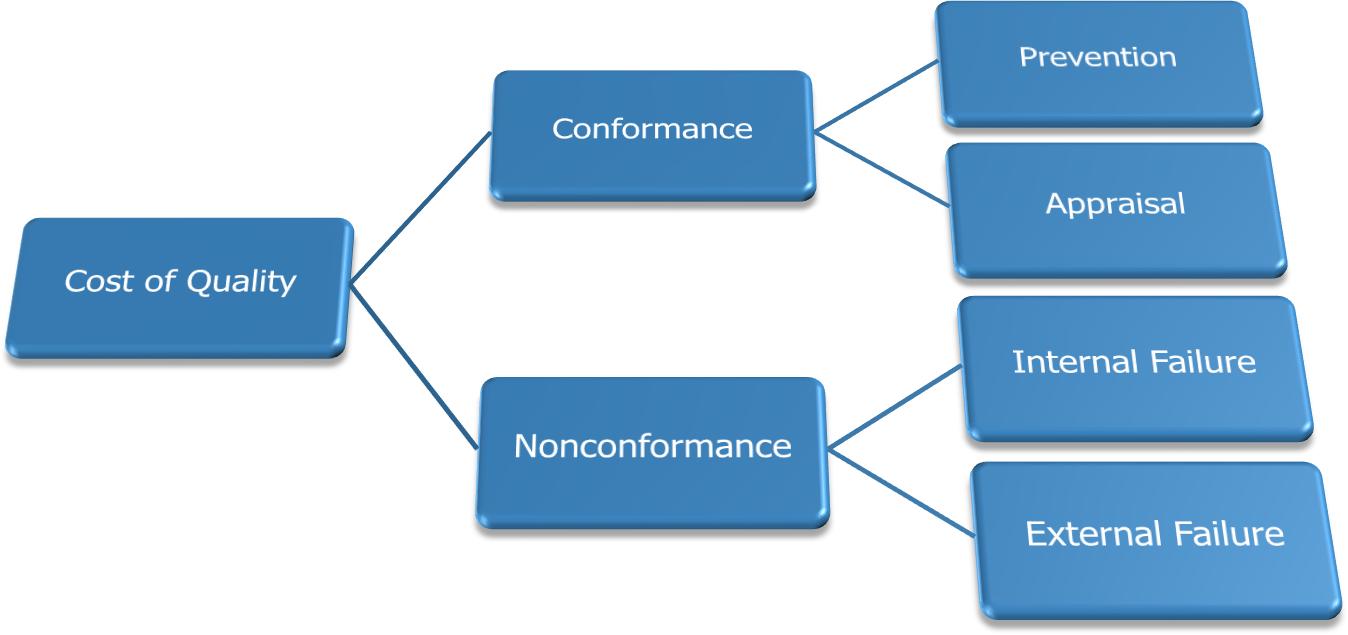 Cost of Quality
Conformance
Prevention
Appraisal
Nonconformance
Internal Failure
External Failure